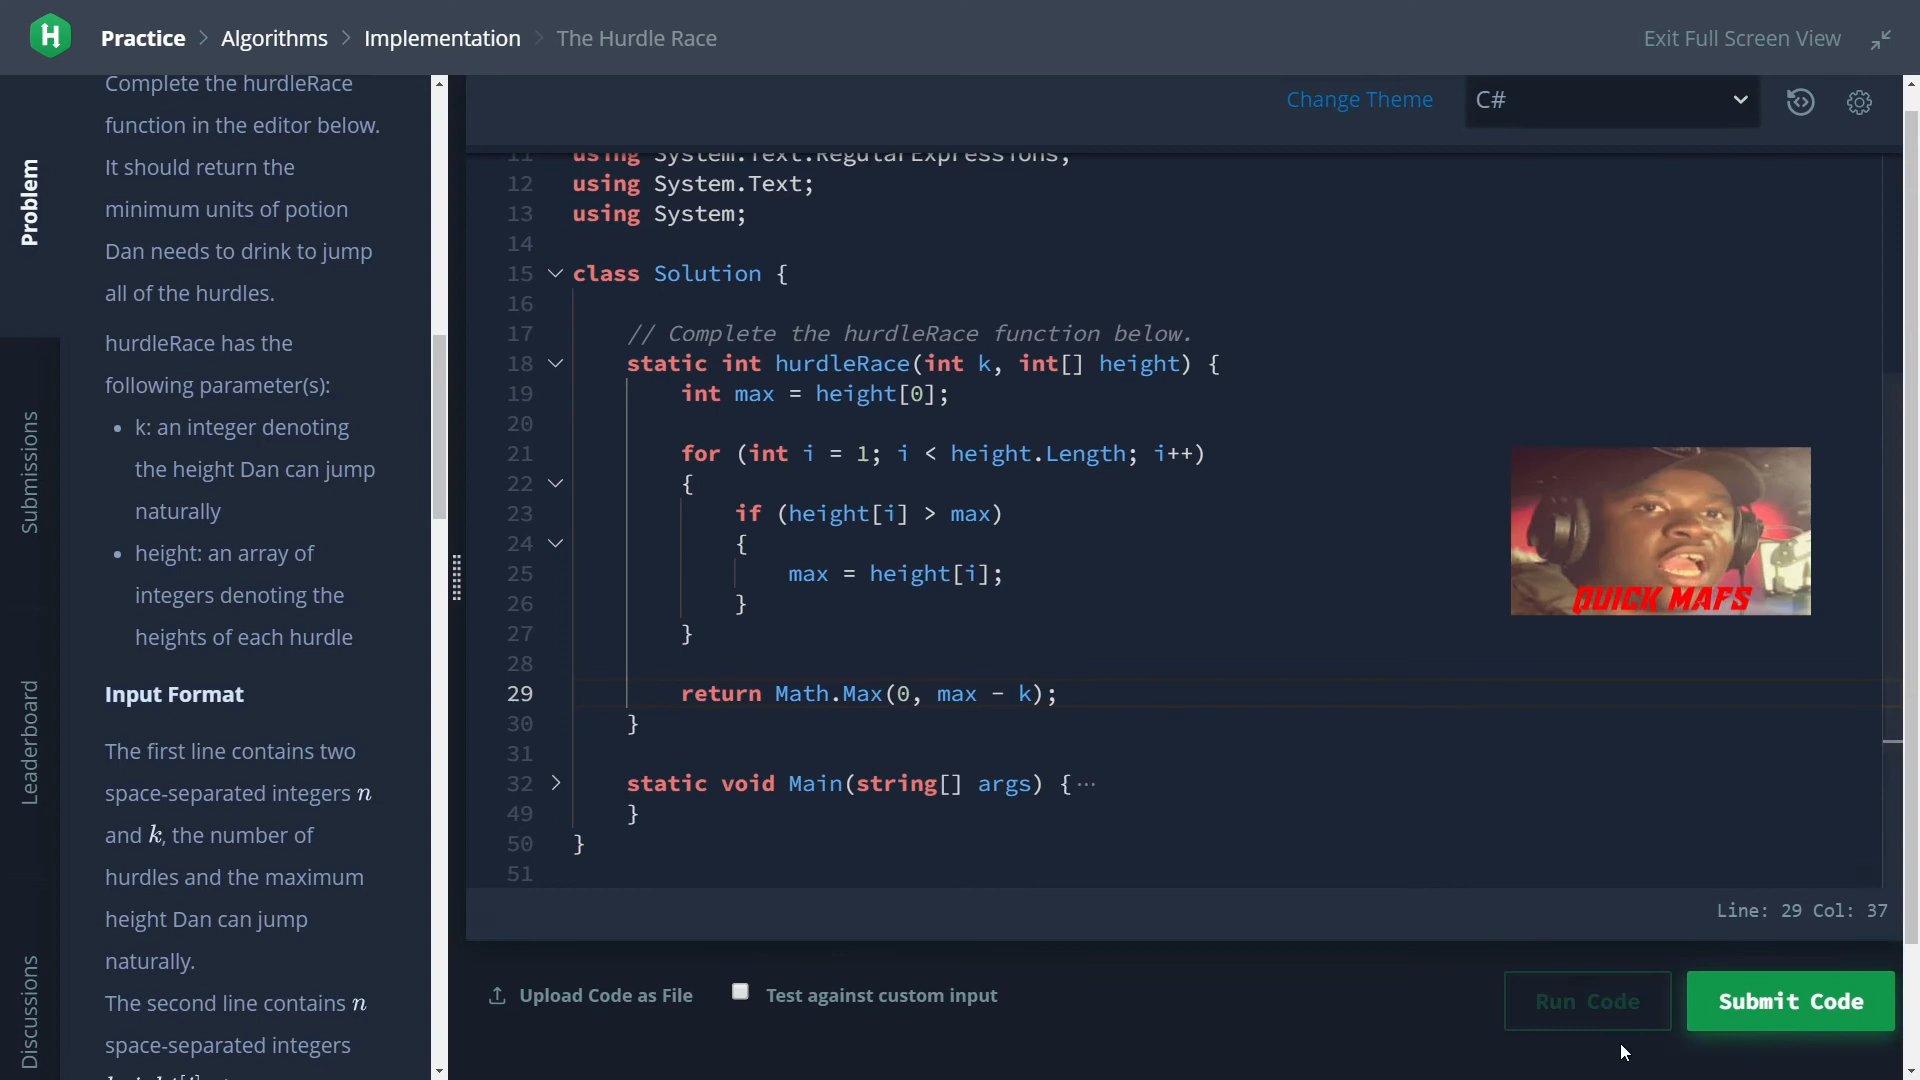 H
Practice > Algorithms > Implementation > The Hurdle Race
Exit Full Screen View
Problem
Submissions
Leaderboard
Discussions
Complete the hurdleRace
function in the editor below.
It should return the
minimum units of potion
Dan needs to drink to jump
all of the hurdles.
hurdleRace has the
following parameter(s):
• k: an integer denoting
the height Dan can jump
naturally
• height: an array of
integers denoting the
heights of each hurdle
Input Format
The first line contains two
space-separated integers n
and k, the number of
hurdles and the maximum
height Dan can jump
naturally.
The second line contains n
space-separated integers
Change Theme
C#
11 using System.Text.RegularExpressions;
12 using System.Text;
13 using System;
14
15 class Solution {
16
17 // Complete the hurdleRace function below.
18 static int hurdleRace(int k, int[] height) {
19 int max = height[0];
20
21 for (int i = 1; i < height.Length; i++)
22 {
23 if (height[i] > max)
24 {
25 max = height[i];
26 }
27 }
28
29 return Math.Max(0, max - k);
30 }
31
32 static void Main(string[] args) {···
49 }
50 }
51
QUICK MAFS
Line: 29 Col: 37
Upload Code as File
Test against custom input
Run Code
Submit Code